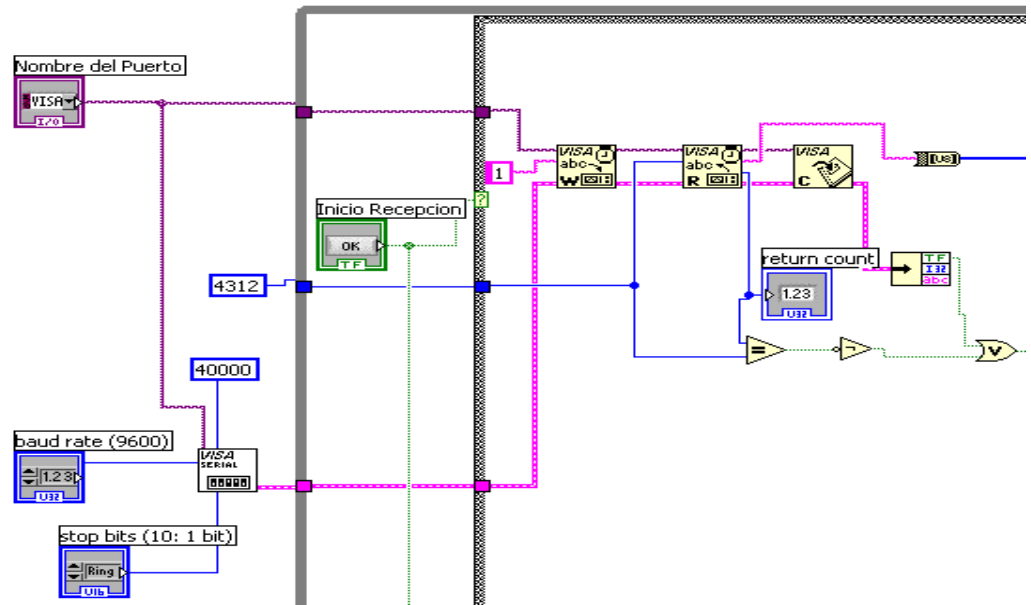 Nombre del Puerto
VISA
I/O
VISA
abc
W
VISA
abc
R
VISA
C
[U8]
1
?
Inicio Recepcion
OK
TF
4312
return count
1.23
U32
TF
I32
abc
=
V
40000
baud rate (9600)
1.23
U32
VISA
SERIAL
stop bits (10: 1 bit)
Ring
U16